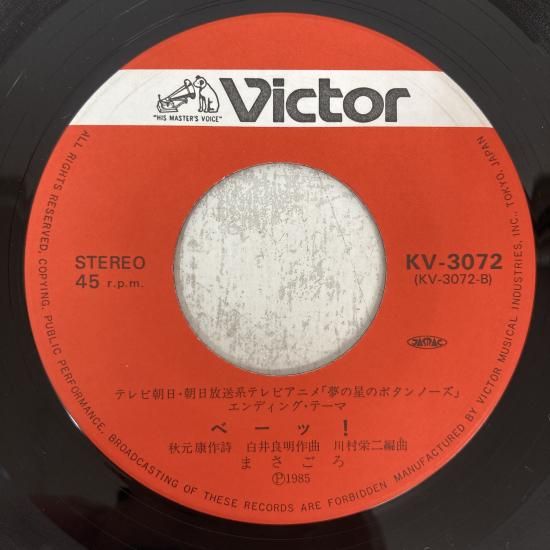 Victor
"HIS MASTER'S VOICE"
STEREO
45 r.p.m.
KV-3072
(KV-3072-B)
JASRAC
テレビ朝日・朝日放送系テレビアニメ「夢の星のボタンノーズ」
エンディング・テーマ
ベーッ!
秋元康作詩 白井良明作曲 川村栄二編曲
まさごろ
Ⓟ1985
ALL RIGHTS RESERVED. COPYING, PUBLIC PERFORMANCE, BROADCASTING OF THESE RECORDS ARE FORBIDDEN MANUFACTURED BY VICTOR MUSICAL INDUSTRIES, INC., TOKYO, JAPAN